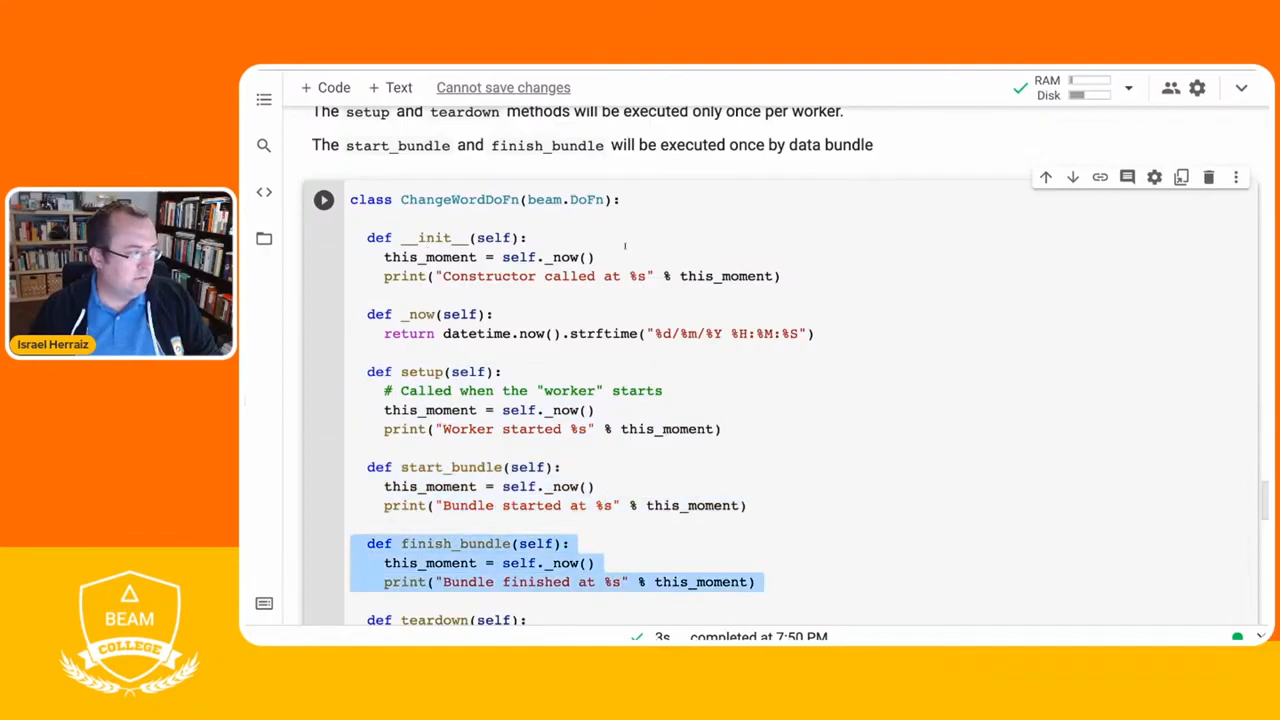 + Code + Text Cannot save changes
RAM
Disk
The setup and teardown methods will be executed only once per worker.
The start_bundle and finish_bundle will be executed once by data bundle
class ChangeWordDoFn(beam.DoFn):
def __init__(self):
this_moment = self._now()
print("Constructor called at %s" % this_moment)
def _now(self):
return datetime.now().strftime("%d/%m/%Y %H:%M:%S")
def setup(self):
# Called when the "worker" starts
this_moment = self._now()
print("Worker started %s" % this_moment)
def start_bundle(self):
this_moment = self._now()
print("Bundle started at %s" % this_moment)
def finish_bundle(self):
this_moment = self._now()
print("Bundle finished at %s" % this_moment)
def teardown(self):
3s completed at 7:50 PM
Israel Herraiz
BEAM
COLLEGE